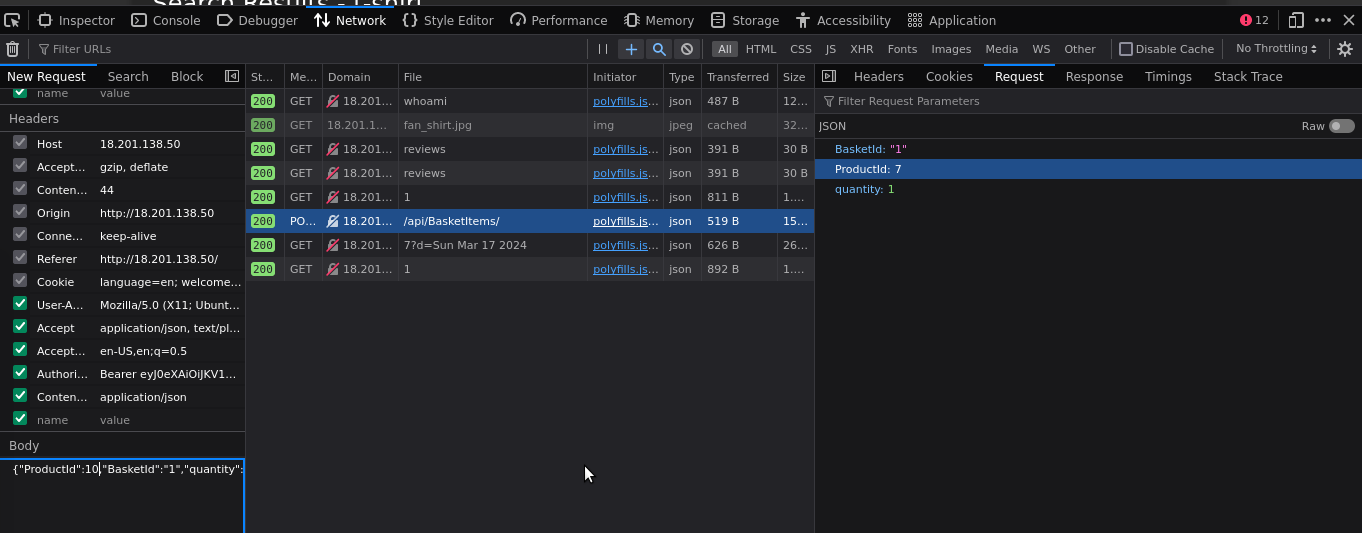 Search Results - T-shirt
Inspector Console Debugger Network Style Editor Performance Memory Storage Accessibility Application 12
Filter URLs All HTML CSS JS XHR Fonts Images Media WS Other Disable Cache No Throttling
New Request Search Block St... Me... Domain File Initiator Type Transferred Size Headers Cookies Request Response Timings Stack Trace
name value
Headers
Host 18.201.138.50
Accept... gzip, deflate
Conten... 44
Origin http://18.201.138.50
Conne... keep-alive
Referer http://18.201.138.50/
Cookie language=en; welcome...
User-A... Mozilla/5.0 (X11; Ubunt...
Accept application/json, text/pl...
Accept... en-US,en;q=0.5
Authori... Bearer eyJ0eXAiOiJKV1...
Conten... application/json
name value
Body
{"ProductId":10,"BasketId":"1","quantity":
200 GET 18.201... whoami polyfills.js... json 487 B 12...
200 GET 18.201.1... fan_shirt.jpg img jpeg cached 32...
200 GET 18.201... reviews polyfills.js... json 391 B 30 B
200 GET 18.201... reviews polyfills.js... json 391 B 30 B
200 GET 18.201... 1 polyfills.js... json 811 B 1....
200 PO... 18.201... /api/BasketItems/ polyfills.js... json 519 B 15...
200 GET 18.201... 7?d=Sun Mar 17 2024 polyfills.js... json 626 B 26...
200 GET 18.201... 1 polyfills.js... json 892 B 1....
Filter Request Parameters
JSON Raw
BasketId: "1"
ProductId: 7
quantity: 1